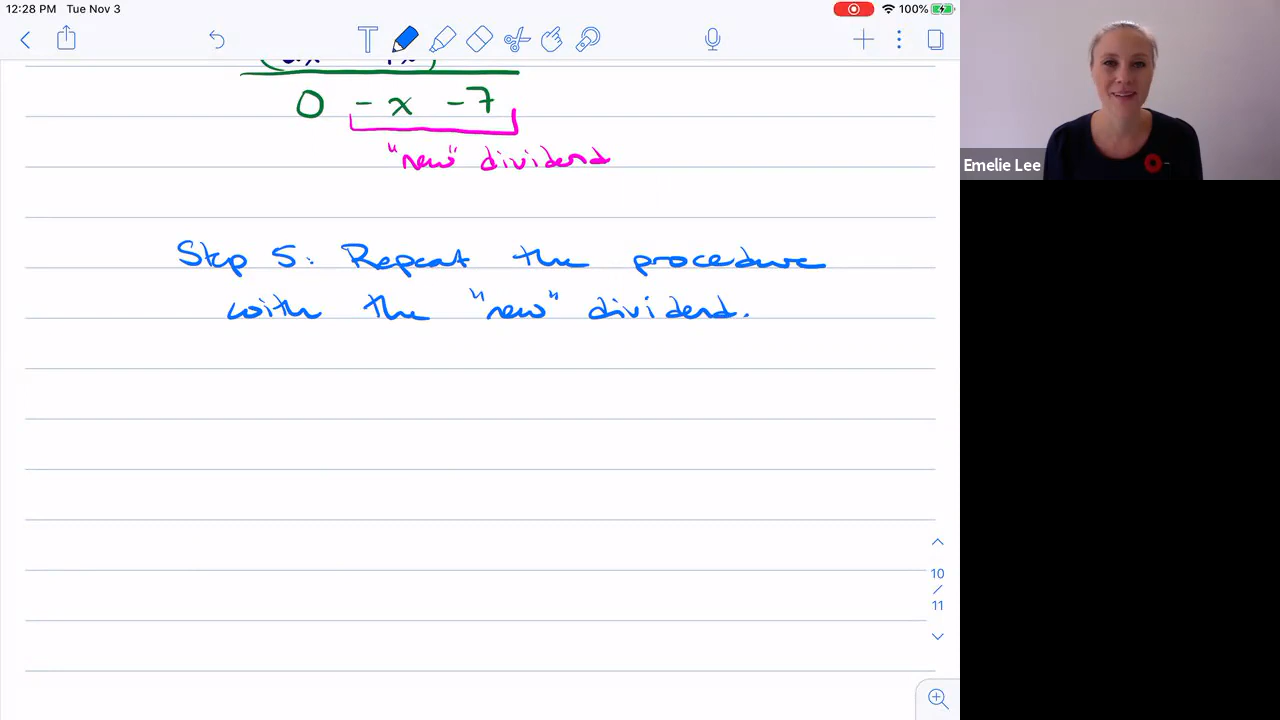 12:28 PM Tue Nov 3
100%
0 - x - 7
"new" dividend
Step 5: Repeat the procedure
with the "new" dividend.
Emelie Lee
10
/
11